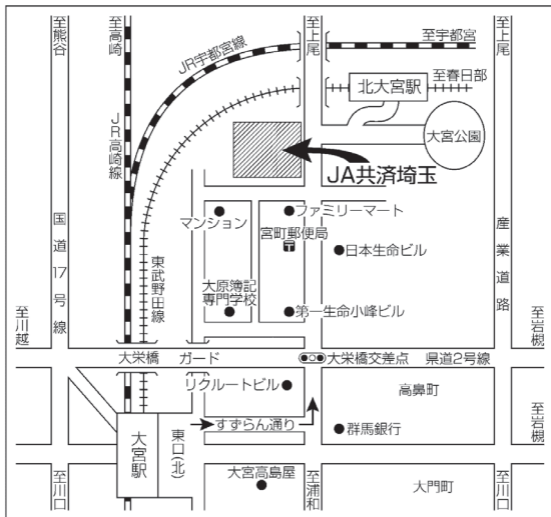 至熊谷
至高崎
JR宇都宮線
至上尾
至宇都宮
至上尾
北大宮駅
至春日部
大宮公園
JR高崎線
JA共済埼玉
国道17号線
マンション
ファミリーマート
宮町郵便局
日本生命ビル
産業道路
東武野田線
大原簿記
専門学校
第一生命小峰ビル
至川越
至岩槻
大栄橋
ガード
大栄橋交差点
県道2号線
リクルートビル
高鼻町
すずらん通り
群馬銀行
至岩槻
大宮駅
東口(北)
大宮高島屋
至川口
至浦和
大門町
至川口